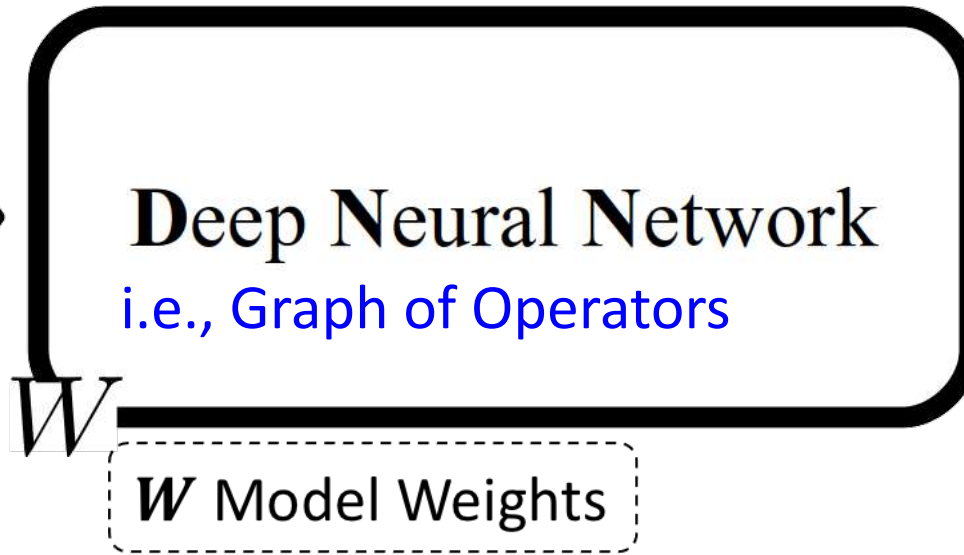 Deep Neural Network
i.e., Graph of Operators
W
W Model Weights